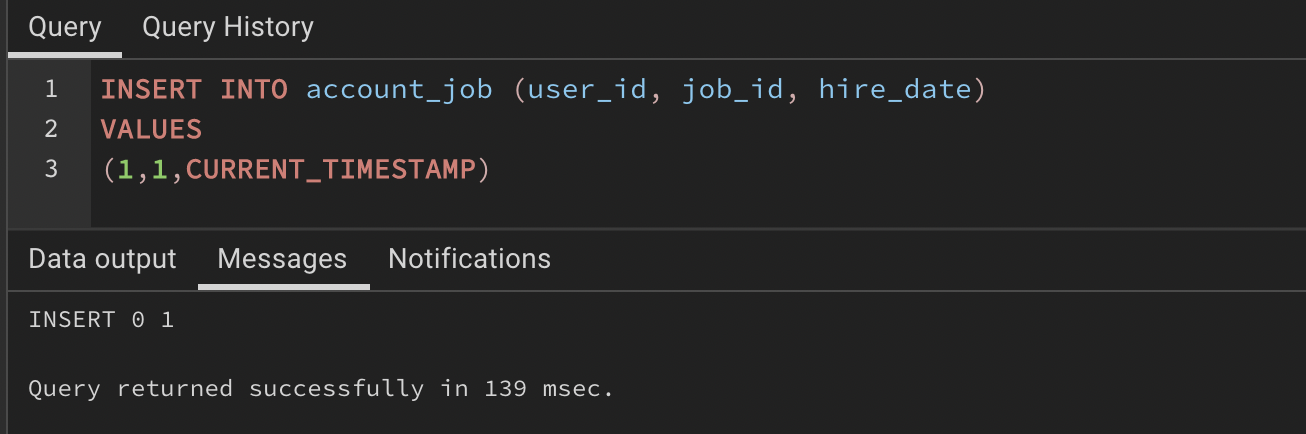 Query Query History
1 INSERT INTO account_job (user_id, job_id, hire_date)
2 VALUES
3 (1,1,CURRENT_TIMESTAMP)
Data output Messages Notifications
INSERT 0 1
Query returned successfully in 139 msec.